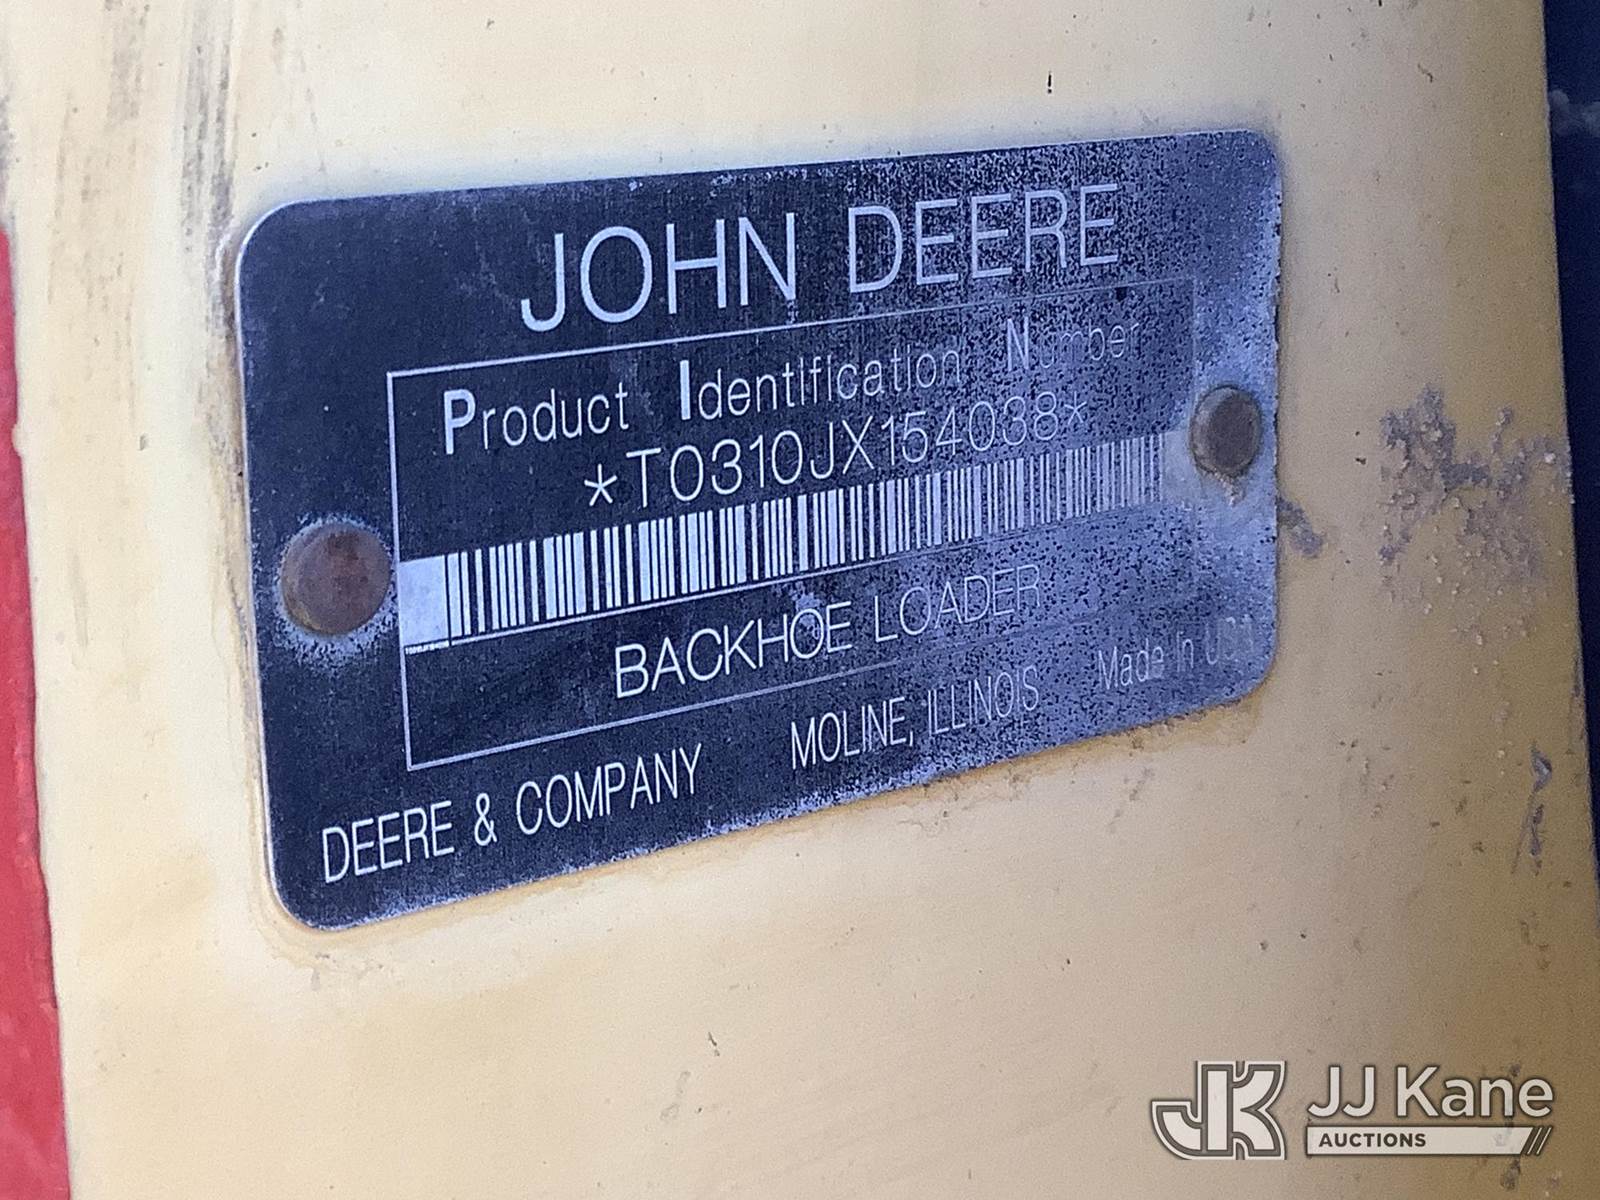 JOHN DEERE
Product Identification Number
*T0310JX154038*
BACKHOE LOADER
DEERE & COMPANY MOLINE, ILLINOIS Made in USA
JJ Kane
AUCTIONS